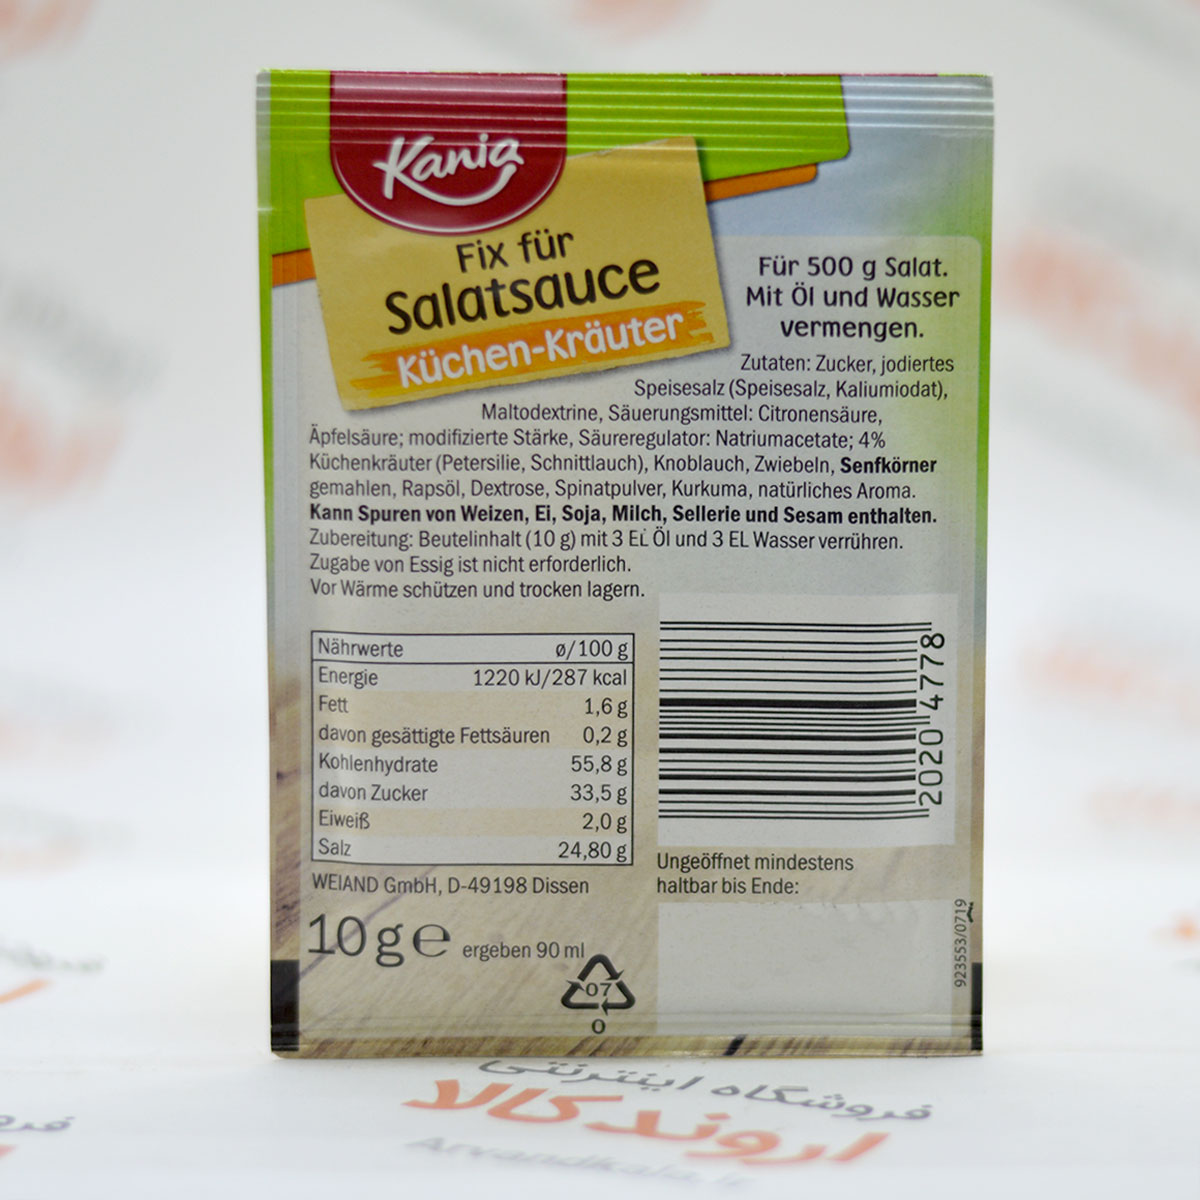 Kania
Fix für
Salatsauce
Küchen-Kräuter
Für 500 g Salat.
Mit Öl und Wasser
vermengen.
Zutaten: Zucker, jodiertes
Speisesalz (Speisesalz, Kaliumiodat),
Maltodextrine, Säuerungsmittel: Citronensäure,
Äpfelsäure; modifizierte Stärke, Säureregulator: Natriumacetate; 4%
Küchenkräuter (Petersilie, Schnittlauch), Knoblauch, Zwiebeln, Senfkörner
gemahlen, Rapsöl, Dextrose, Spinatpulver, Kurkuma, natürliches Aroma.
Kann Spuren von Weizen, Ei, Soja, Milch, Sellerie und Sesam enthalten.
Zubereitung: Beutelinhalt (10 g) mit 3 EL Öl und 3 EL Wasser verrühren.
Zugabe von Essig ist nicht erforderlich.
Vor Wärme schützen und trocken lagern.
Nährwerte ø/100 g
Energie 1220 kJ/287 kcal
Fett 1,6 g
davon gesättigte Fettsäuren 0,2 g
Kohlenhydrate 55,8 g
davon Zucker 33,5 g
Eiweiß 2,0 g
Salz 24,80 g
WEIAND GmbH, D-49198 Dissen
10 g e ergeben 90 ml
07
O
2020 4778
Ungeöffnet mindestens
haltbar bis Ende:
923553/0719
فروشگاه اینترنتی
اروند کالا
Arvandkala.ir